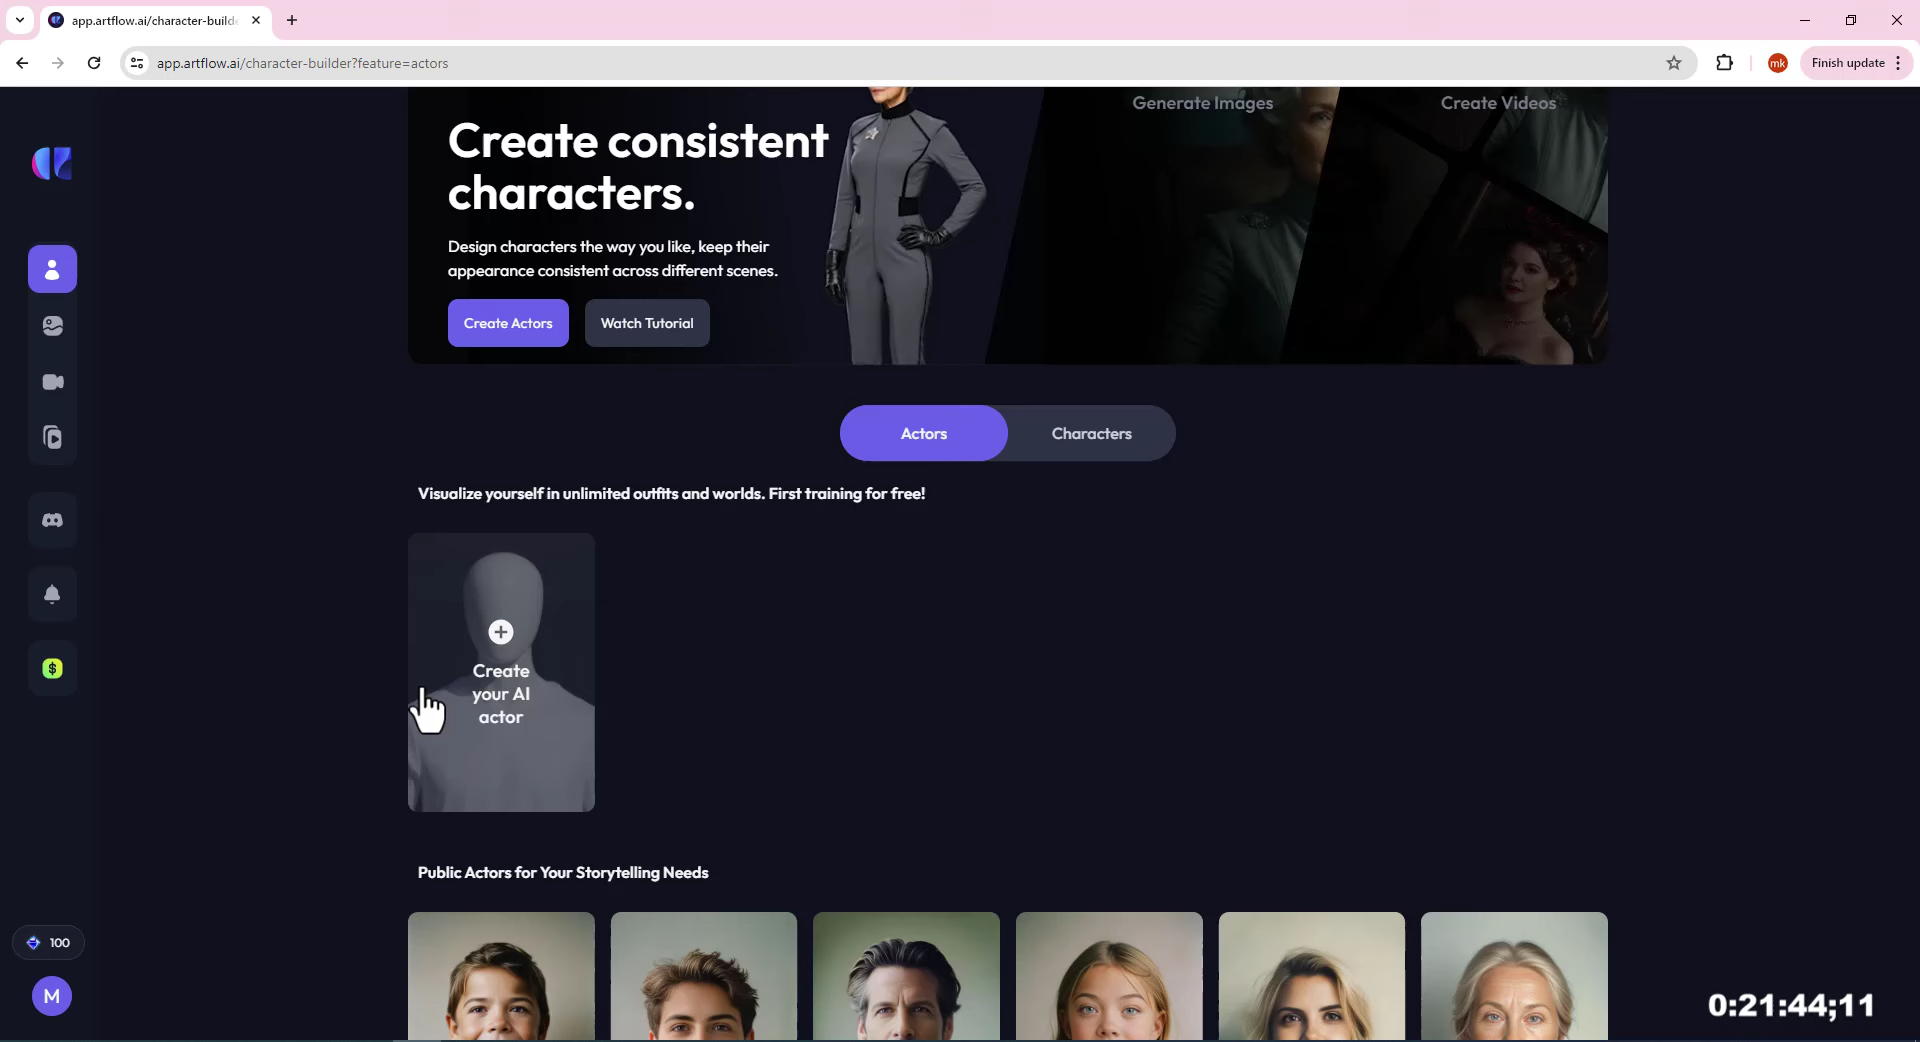 app.artflow.ai/character-builde
app.artflow.ai/character-builder?feature=actors
mk
Finish update
Generate Images
Create Videos
Create consistent
characters.
Design characters the way you like, keep their
appearance consistent across different scenes.
Create Actors
Watch Tutorial
Actors
Characters
Visualize yourself in unlimited outfits and worlds. First training for free!
Create
your AI
actor
Public Actors for Your Storytelling Needs
$
100
M
0:21:44;11